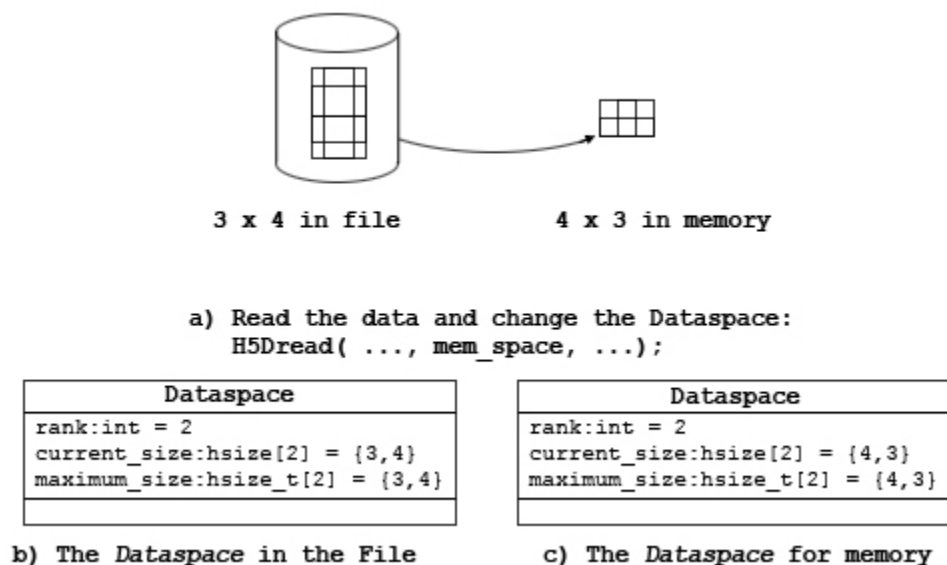 3 x 4 in file
4 x 3 in memory
a) Read the data and change the Dataspace:
H5Dread( ..., mem_space, ...);
Dataspace
rank:int = 2
current_size:hsize[2] = {3,4}
maximum_size:hsize_t[2] = {3,4}
Dataspace
rank:int = 2
current_size:hsize[2] = {4,3}
maximum_size:hsize_t[2] = {4,3}
b) The Dataspace in the File
c) The Dataspace for memory